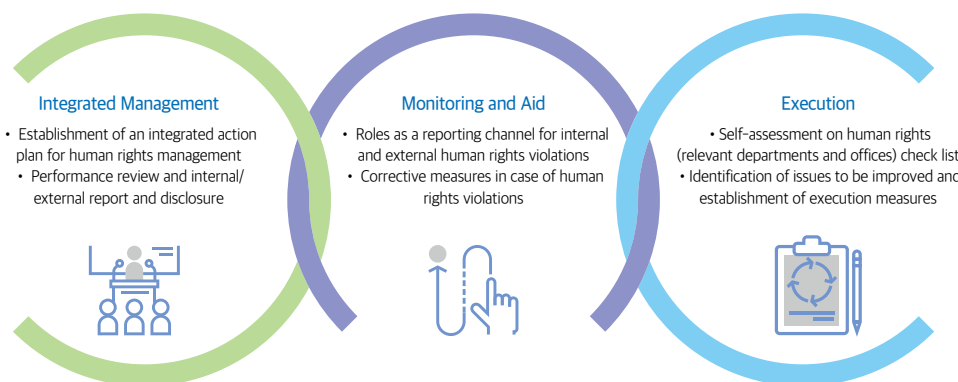 Integrated Management
• Establishment of an integrated action
plan for human rights management
• Performance review and internal/
external report and disclosure
Monitoring and Aid
• Roles as a reporting channel for internal
and external human rights violations
• Corrective measures in case of human
rights violations
Execution
• Self-assessment on human rights
(relevant departments and offices) check list
• Identification of issues to be improved and
establishment of execution measures